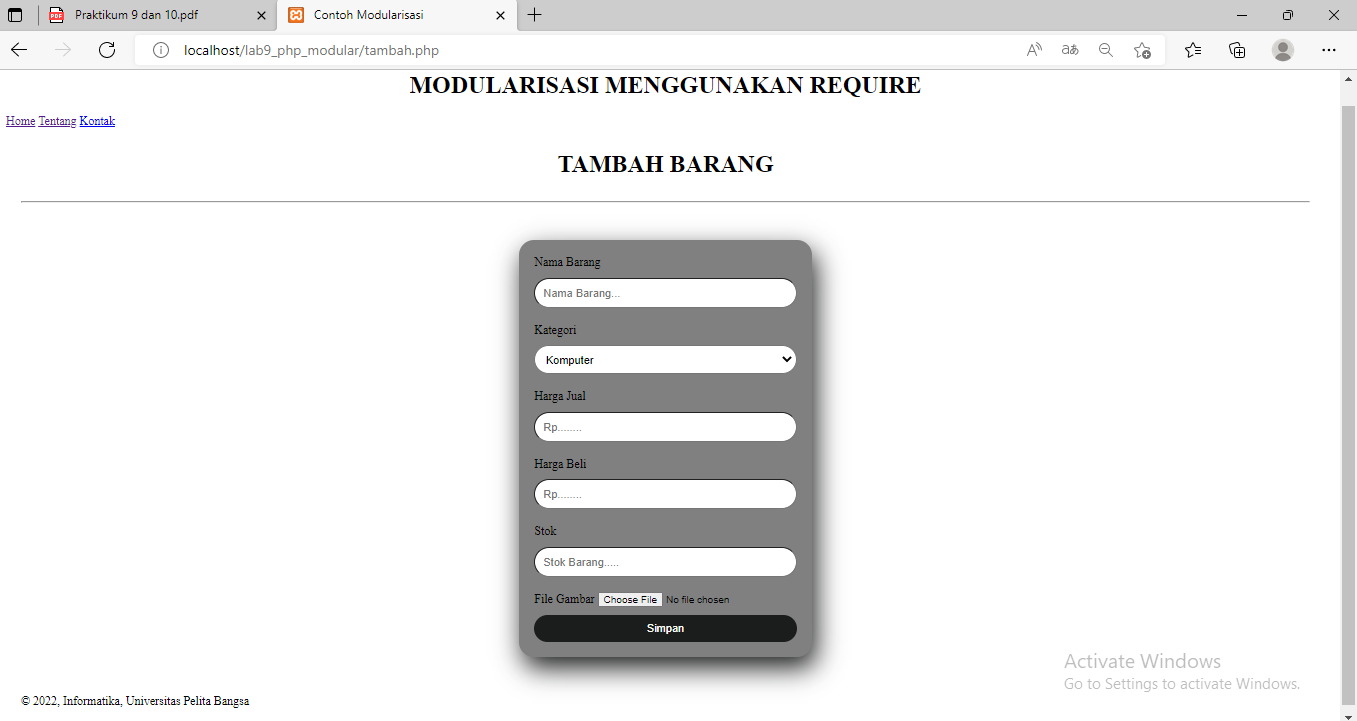 Praktikum 9 dan 10.pdf
Contoh Modularisasi
localhost/lab9_php_modular/tambah.php
MODULARISASI MENGGUNAKAN REQUIRE
Home Tentang Kontak
TAMBAH BARANG
Nama Barang
Nama Barang...
Kategori
Komputer
Harga Jual
Rp........
Harga Beli
Rp........
Stok
Stok Barang.....
File Gambar Choose File No file chosen
Simpan
Activate Windows
Go to Settings to activate Windows.
© 2022, Informatika, Universitas Pelita Bangsa